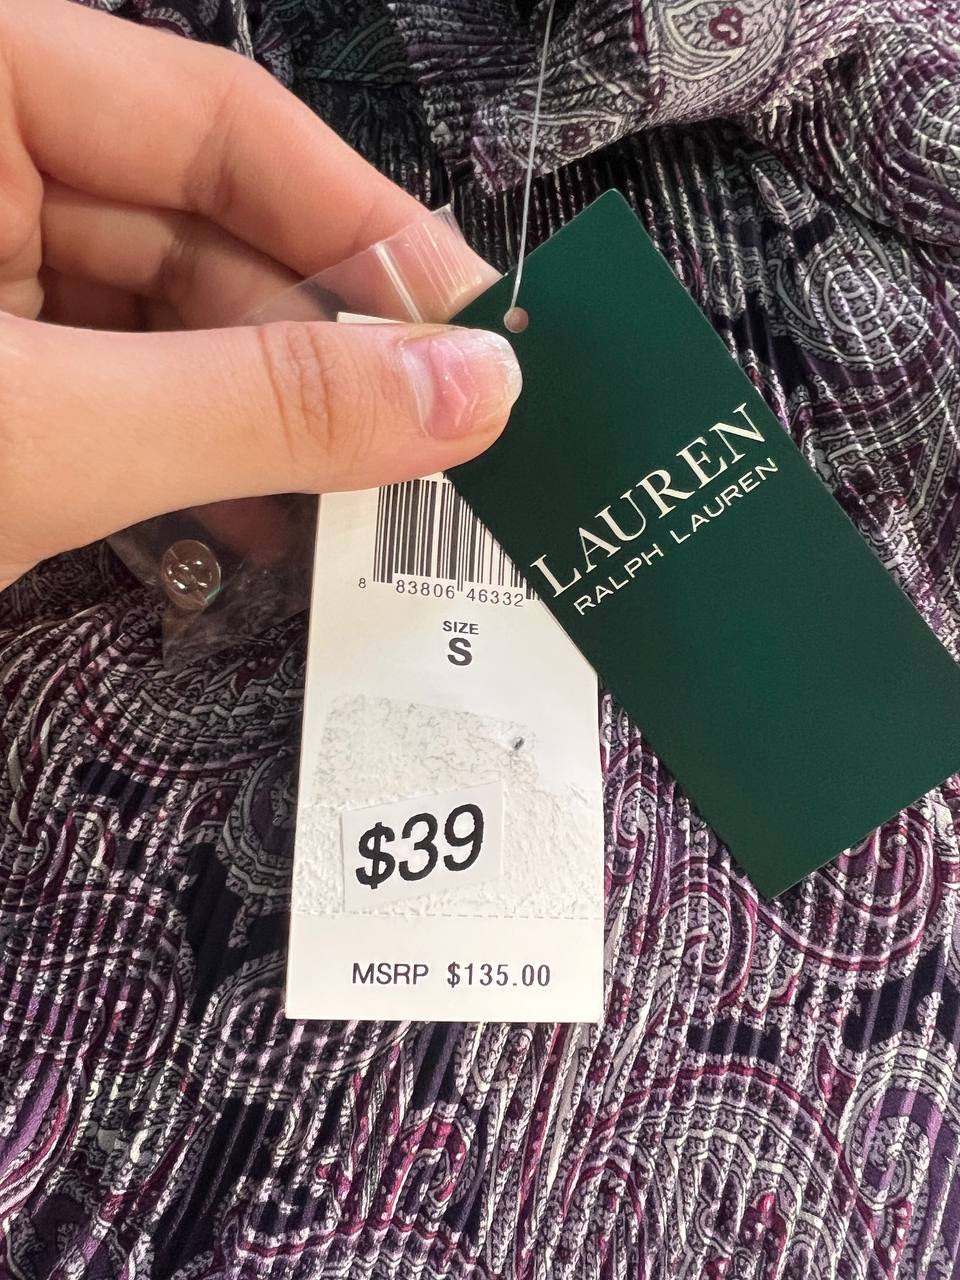 LAUREN
RALPH LAUREN
8 83806 46332
SIZE
S
$39
MSRP $135.00